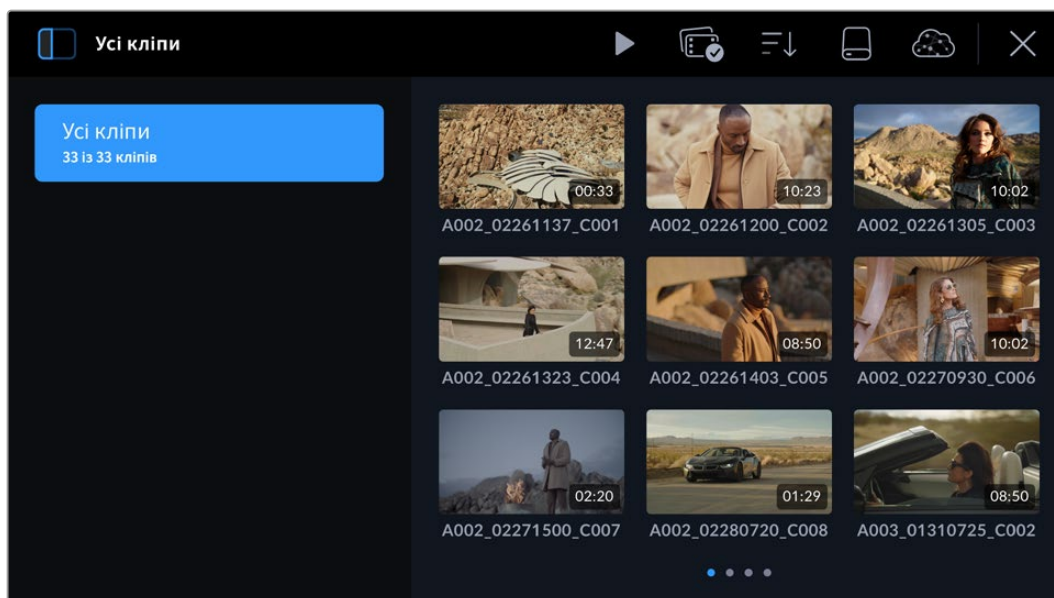 Усі кліпи
Усі кліпи
33 із 33 кліпів
00:33
10:23
10:02
A002_02261137_C001
A002_02261200_C002
A002_02261305_C003
12:47
08:50
10:02
A002_02261323_C004
A002_02261403_C005
A002_02270930_C006
02:20
01:29
08:50
A002_02271500_C007
A002_02280720_C008
A003_01310725_C002